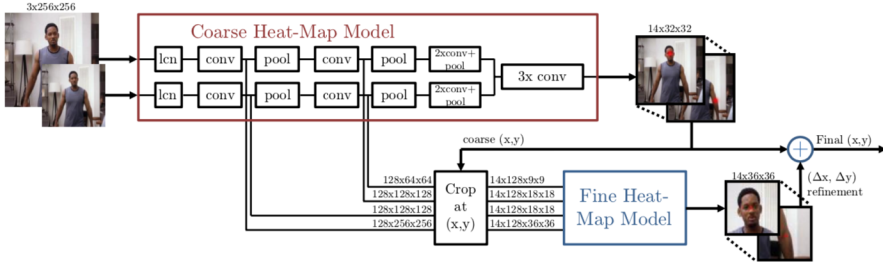 3x256x256
Coarse Heat-Map Model
14x32x32
lcn
conv
pool
conv
pool
2xconv+
pool
3x conv
lcn
conv
pool
conv
pool
2xconv+
pool
coarse (x,y)
Final (x,y)
+
128x64x64
128x128x128
128x128x128
128x256x256
Crop
at
(x,y)
14x128x9x9
14x128x18x18
14x128x18x18
14x128x36x36
Fine Heat-
Map Model
14x36x36
(Δx, Δy)
refinement